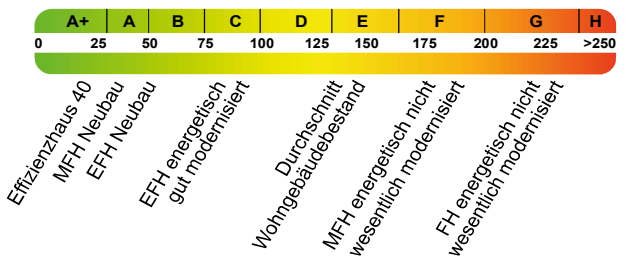 A+ A B C D E F G H
0 25 50 75 100 125 150 175 200 225 >250
Effizienzhaus 40
MFH Neubau
EFH Neubau
EFH energetisch
gut modernisiert
Durchschnitt
Wohngebäudebestand
MFH energetisch nicht
wesentlich modernisiert
FH energetisch nicht
wesentlich modernisiert